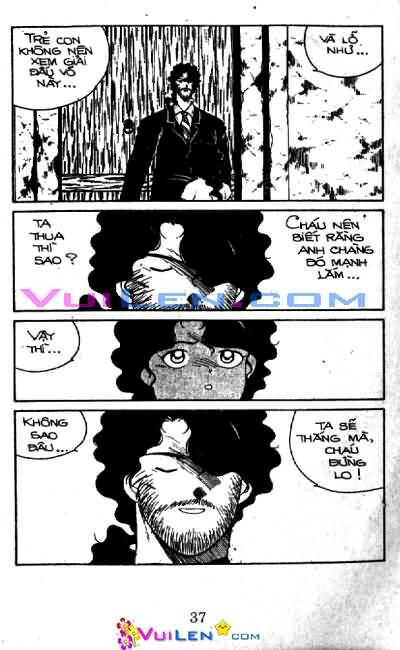 TRẺ CON
KHÔNG NÊN
XEM GIẢI
ĐẤU VÕ
NÀY...
VẢ LỠ
NHƯ...
TA
THUA
THÌ
SAO?
CHÁU NÊN
BIẾT RẰNG
ANH CHÀNG
ĐÓ MẠNH
LẮM...
VUILEN.COM
VẬY
THÌ...
KHÔNG
SAO
ĐÂU...
TA SẼ
THẮNG MÀ,
CHÁU
ĐỪNG
LO!
37
VUILEN.COM